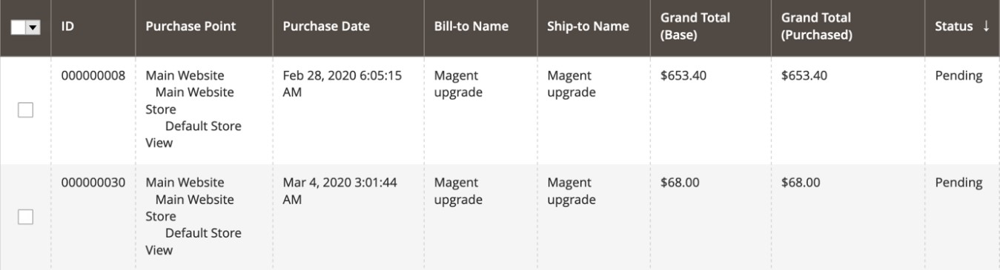 ID Purchase Point Purchase Date Bill-to Name Ship-to Name Grand Total (Base) Grand Total (Purchased) Status ↓
000000008 Main Website Feb 28, 2020 6:05:15 Magent Magent $653.40 $653.40 Pending
Main Website AM upgrade upgrade
Store
Default Store
View
000000030 Main Website Mar 4, 2020 3:01:44 Magent Magent $68.00 $68.00 Pending
Main Website AM upgrade upgrade
Store
Default Store
View